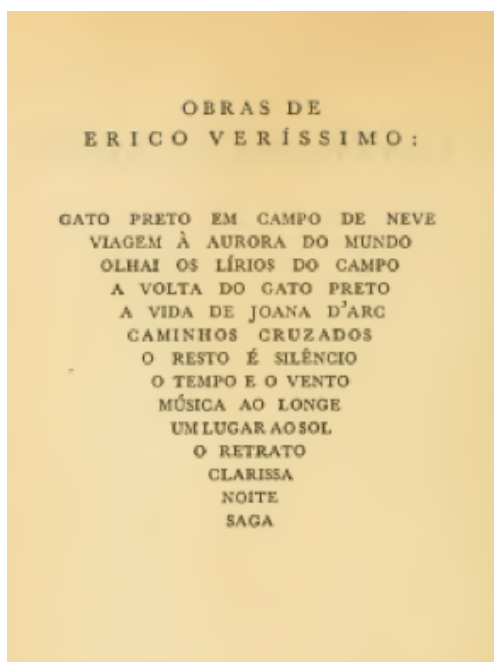 OBRAS DE
ERICO VERÍSSIMO:
GATO PRETO EM CAMPO DE NEVE
VIAGEM À AURORA DO MUNDO
OLHAI OS LÍRIOS DO CAMPO
A VOLTA DO GATO PRETO
A VIDA DE JOANA D'ARC
CAMINHOS CRUZADOS
O RESTO É SILÊNCIO
O TEMPO E O VENTO
MÚSICA AO LONGE
UM LUGAR AO SOL
O RETRATO
CLARISSA
NOITE
SAGA